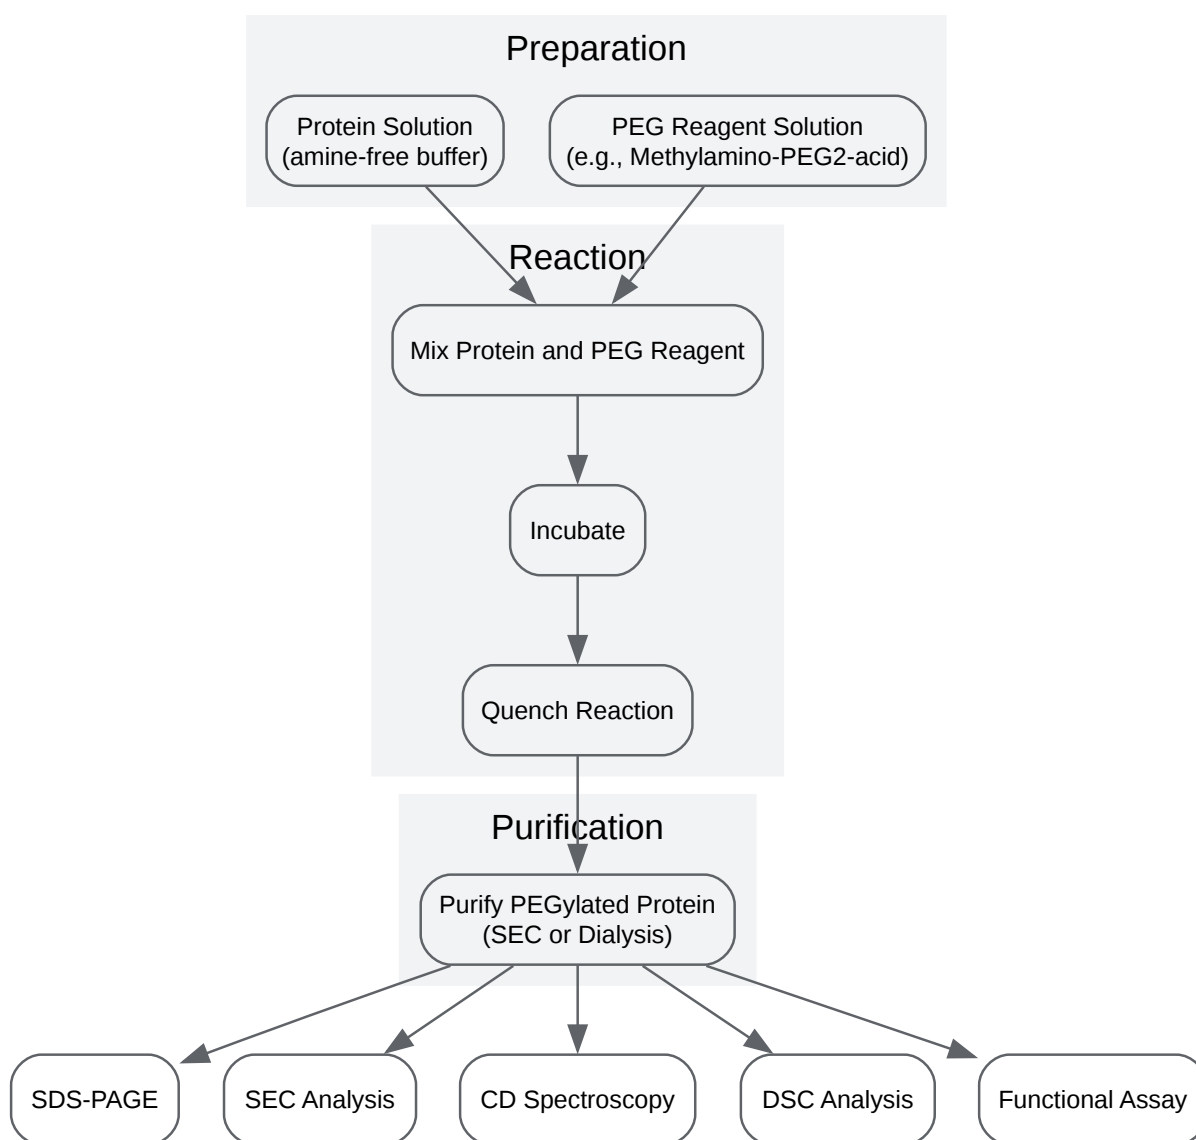 Preparation
Protein Solution
(amine-free buffer)
PEG Reagent Solution
(e.g., Methylamino-PEG2-acid)
Reaction
Mix Protein and PEG Reagent
Incubate
Quench Reaction
Purification
Purify PEGylated Protein
(SEC or Dialysis)
SDS-PAGE
SEC Analysis
CD Spectroscopy
DSC Analysis
Functional Assay